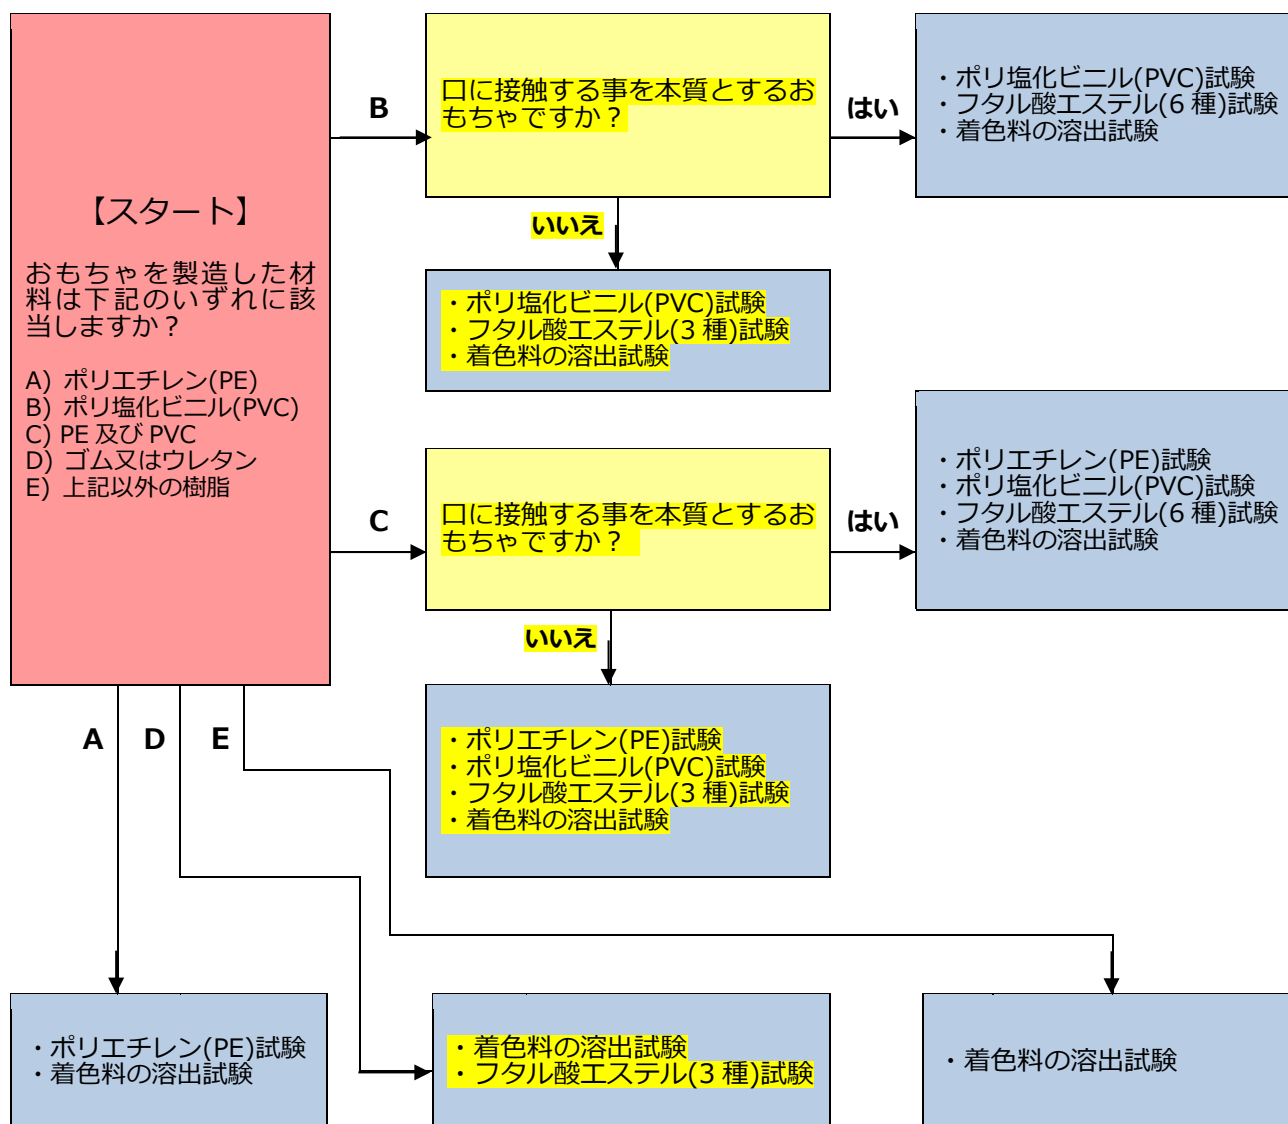 【スタート】
おもちゃを製造した材
料は下記のいずれに該
当しますか？
A) ポリエチレン(PE)
B) ポリ塩化ビニル(PVC)
C) PE 及び PVC
D) ゴム又はウレタン
E) 上記以外の樹脂
B
口に接触する事を本質とするお
もちゃですか？
はい
・ポリ塩化ビニル(PVC)試験
・フタル酸エステル(6 種)試験
・着色料の溶出試験
いいえ
・ポリ塩化ビニル(PVC)試験
・フタル酸エステル(3 種)試験
・着色料の溶出試験
C
口に接触する事を本質とするお
もちゃですか？
はい
・ポリエチレン(PE)試験
・ポリ塩化ビニル(PVC)試験
・フタル酸エステル(6 種)試験
・着色料の溶出試験
いいえ
・ポリエチレン(PE)試験
・ポリ塩化ビニル(PVC)試験
・フタル酸エステル(3 種)試験
・着色料の溶出試験
A
D
E
・ポリエチレン(PE)試験
・着色料の溶出試験
・着色料の溶出試験
・フタル酸エステル(3 種)試験
・着色料の溶出試験